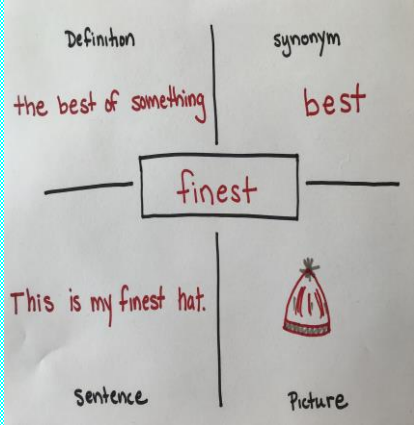 Definition
synonym
the best of something
best
finest
This is my finest hat.
Sentence
Picture